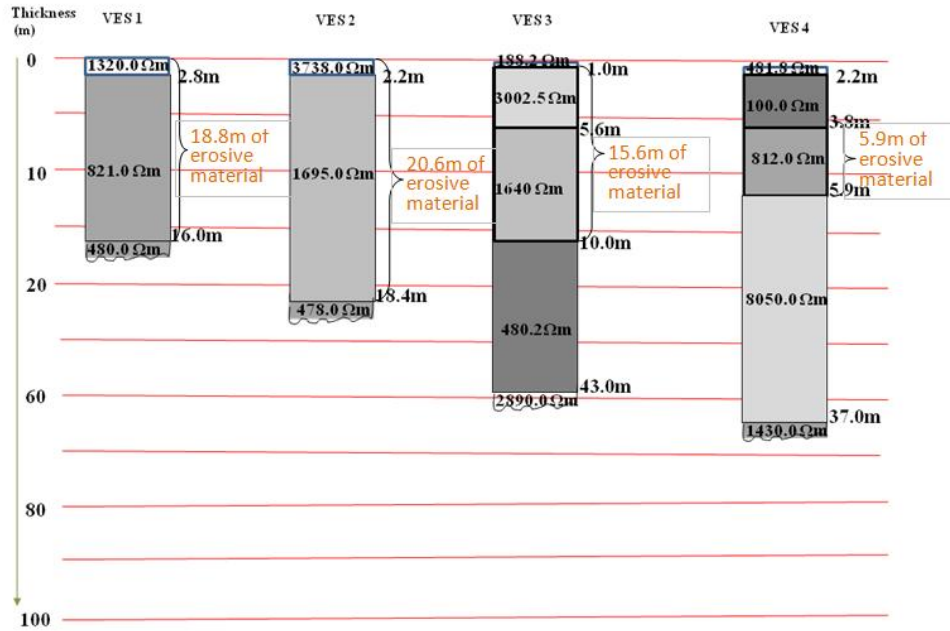 Thickness
(m)
VES 1
VES 2
VES 3
VES 4
0
10
20
60
80
100
1320.0 Ωm
2.8m
821.0 Ωm
16.0m
480.0 Ωm
18.8m of
erosive
material
3738.0 Ωm
2.2m
1695.0 Ωm
18.4m
478.0 Ωm
20.6m of
erosive
material
188.2 Ωm
1.0m
3002.5 Ωm
5.6m
1640 Ωm
10.0m
480.2 Ωm
43.0m
2890.0 Ωm
15.6m of
erosive
material
481.8 Ωm
2.2m
100.0 Ωm
3.8m
812.0 Ωm
5.9m
8050.0 Ωm
37.0m
1430.0 Ωm
5.9m of
erosive
material